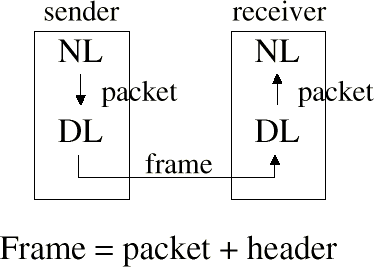 sender receiver
NL NL
packet packet
DL DL
frame
Frame = packet + header